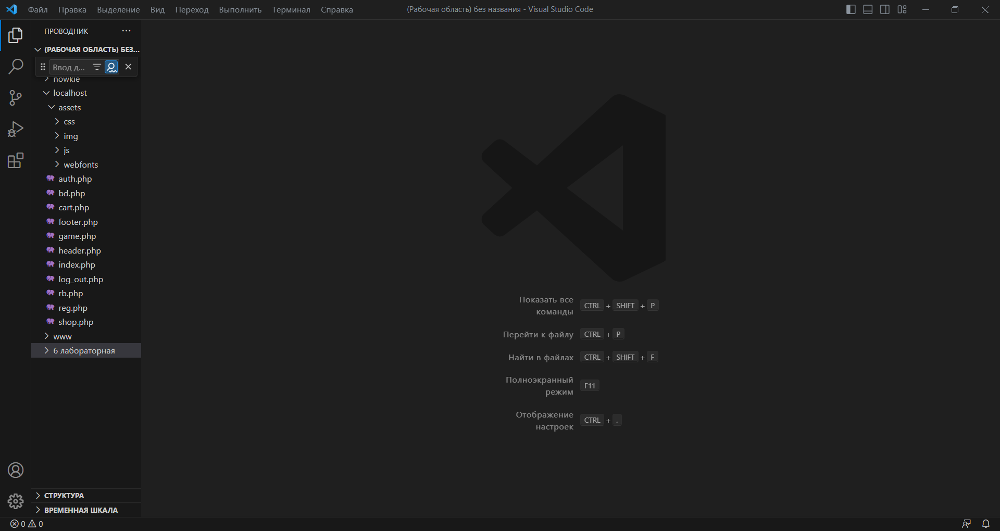 Файл Правка Выделение Вид Переход Выполнить Терминал Справка (Рабочая область) без названия - Visual Studio Code
ПРОВОДНИК
(РАБОЧАЯ ОБЛАСТЬ) БЕЗ...
Ввод д...
nowkie
localhost
assets
css
img
js
webfonts
auth.php
bd.php
cart.php
footer.php
game.php
header.php
index.php
log_out.php
rb.php
reg.php
shop.php
www
6 лабораторная
СТРУКТУРА
ВРЕМЕННАЯ ШКАЛА
Показать все
команды CTRL + SHIFT + P
Перейти к файлу CTRL + P
Найти в файлах CTRL + SHIFT + F
Полноэкранный
режим F11
Отображение
настроек CTRL + ,
0 0